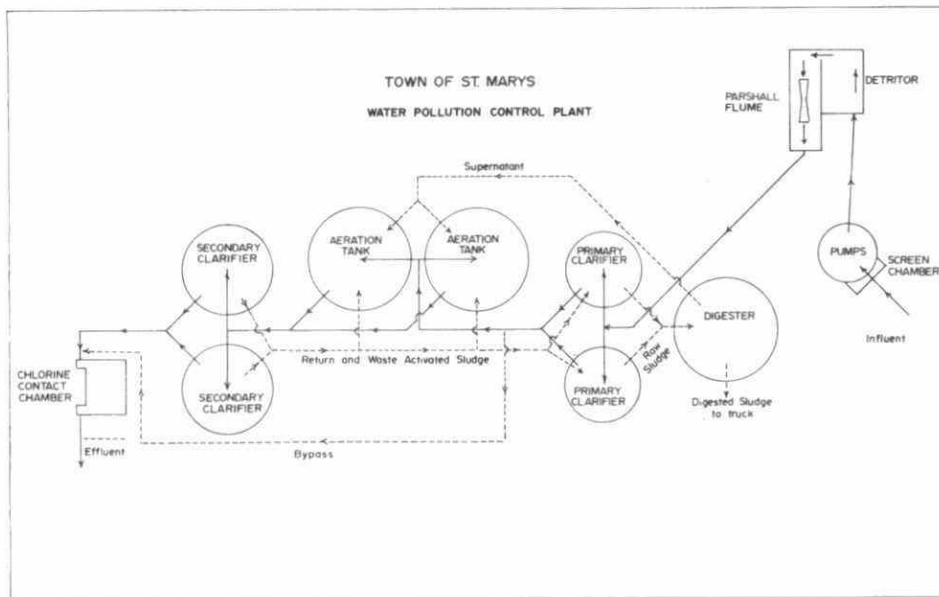 TOWN OF ST. MARYS
WATER POLLUTION CONTROL PLANT
PARSHALL
FLUME
DETRITOR
Supernatant
SECONDARY
CLARIFIER
AERATION
TANK
AERATION
TANK
PRIMARY
CLARIFIER
PUMPS
SCREEN
CHAMBER
DIGESTER
Influent
Return and Waste Activated Sludge
Raw
Sludge
CHLORINE
CONTACT
CHAMBER
SECONDARY
CLARIFIER
PRIMARY
CLARIFIER
Digested Sludge
to truck
Effluent
Bypass